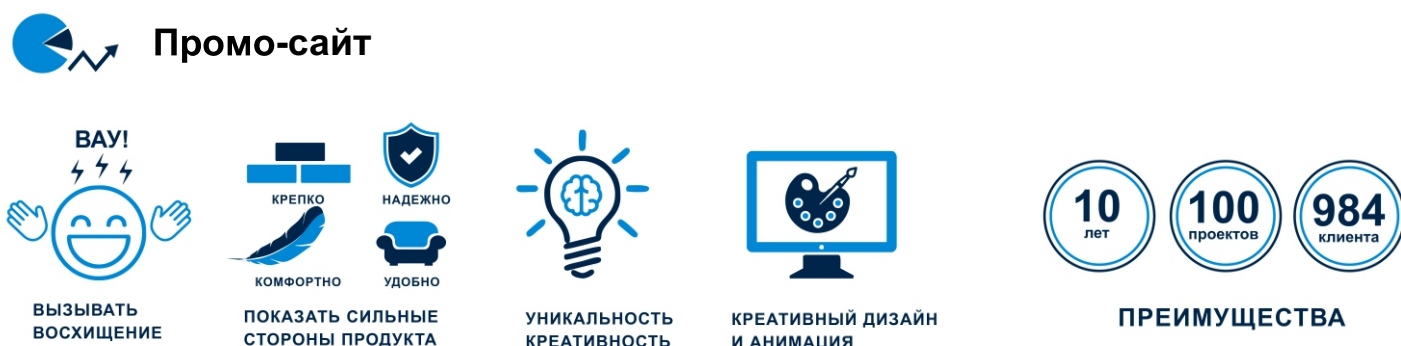 Промо-сайт
ВАУ!
ВЫЗЫВАТЬ
ВОСХИЩЕНИЕ
КРЕПКО
НАДЕЖНО
КОМФОРТНО
УДОБНО
ПОКАЗАТЬ СИЛЬНЫЕ
СТОРОНЫ ПРОДУКТА
УНИКАЛЬНОСТЬ
КРЕАТИВНОСТЬ
КРЕАТИВНЫЙ ДИЗАЙН
И АНИМАЦИЯ
10
лет
100
проектов
984
клиента
ПРЕИМУЩЕСТВА